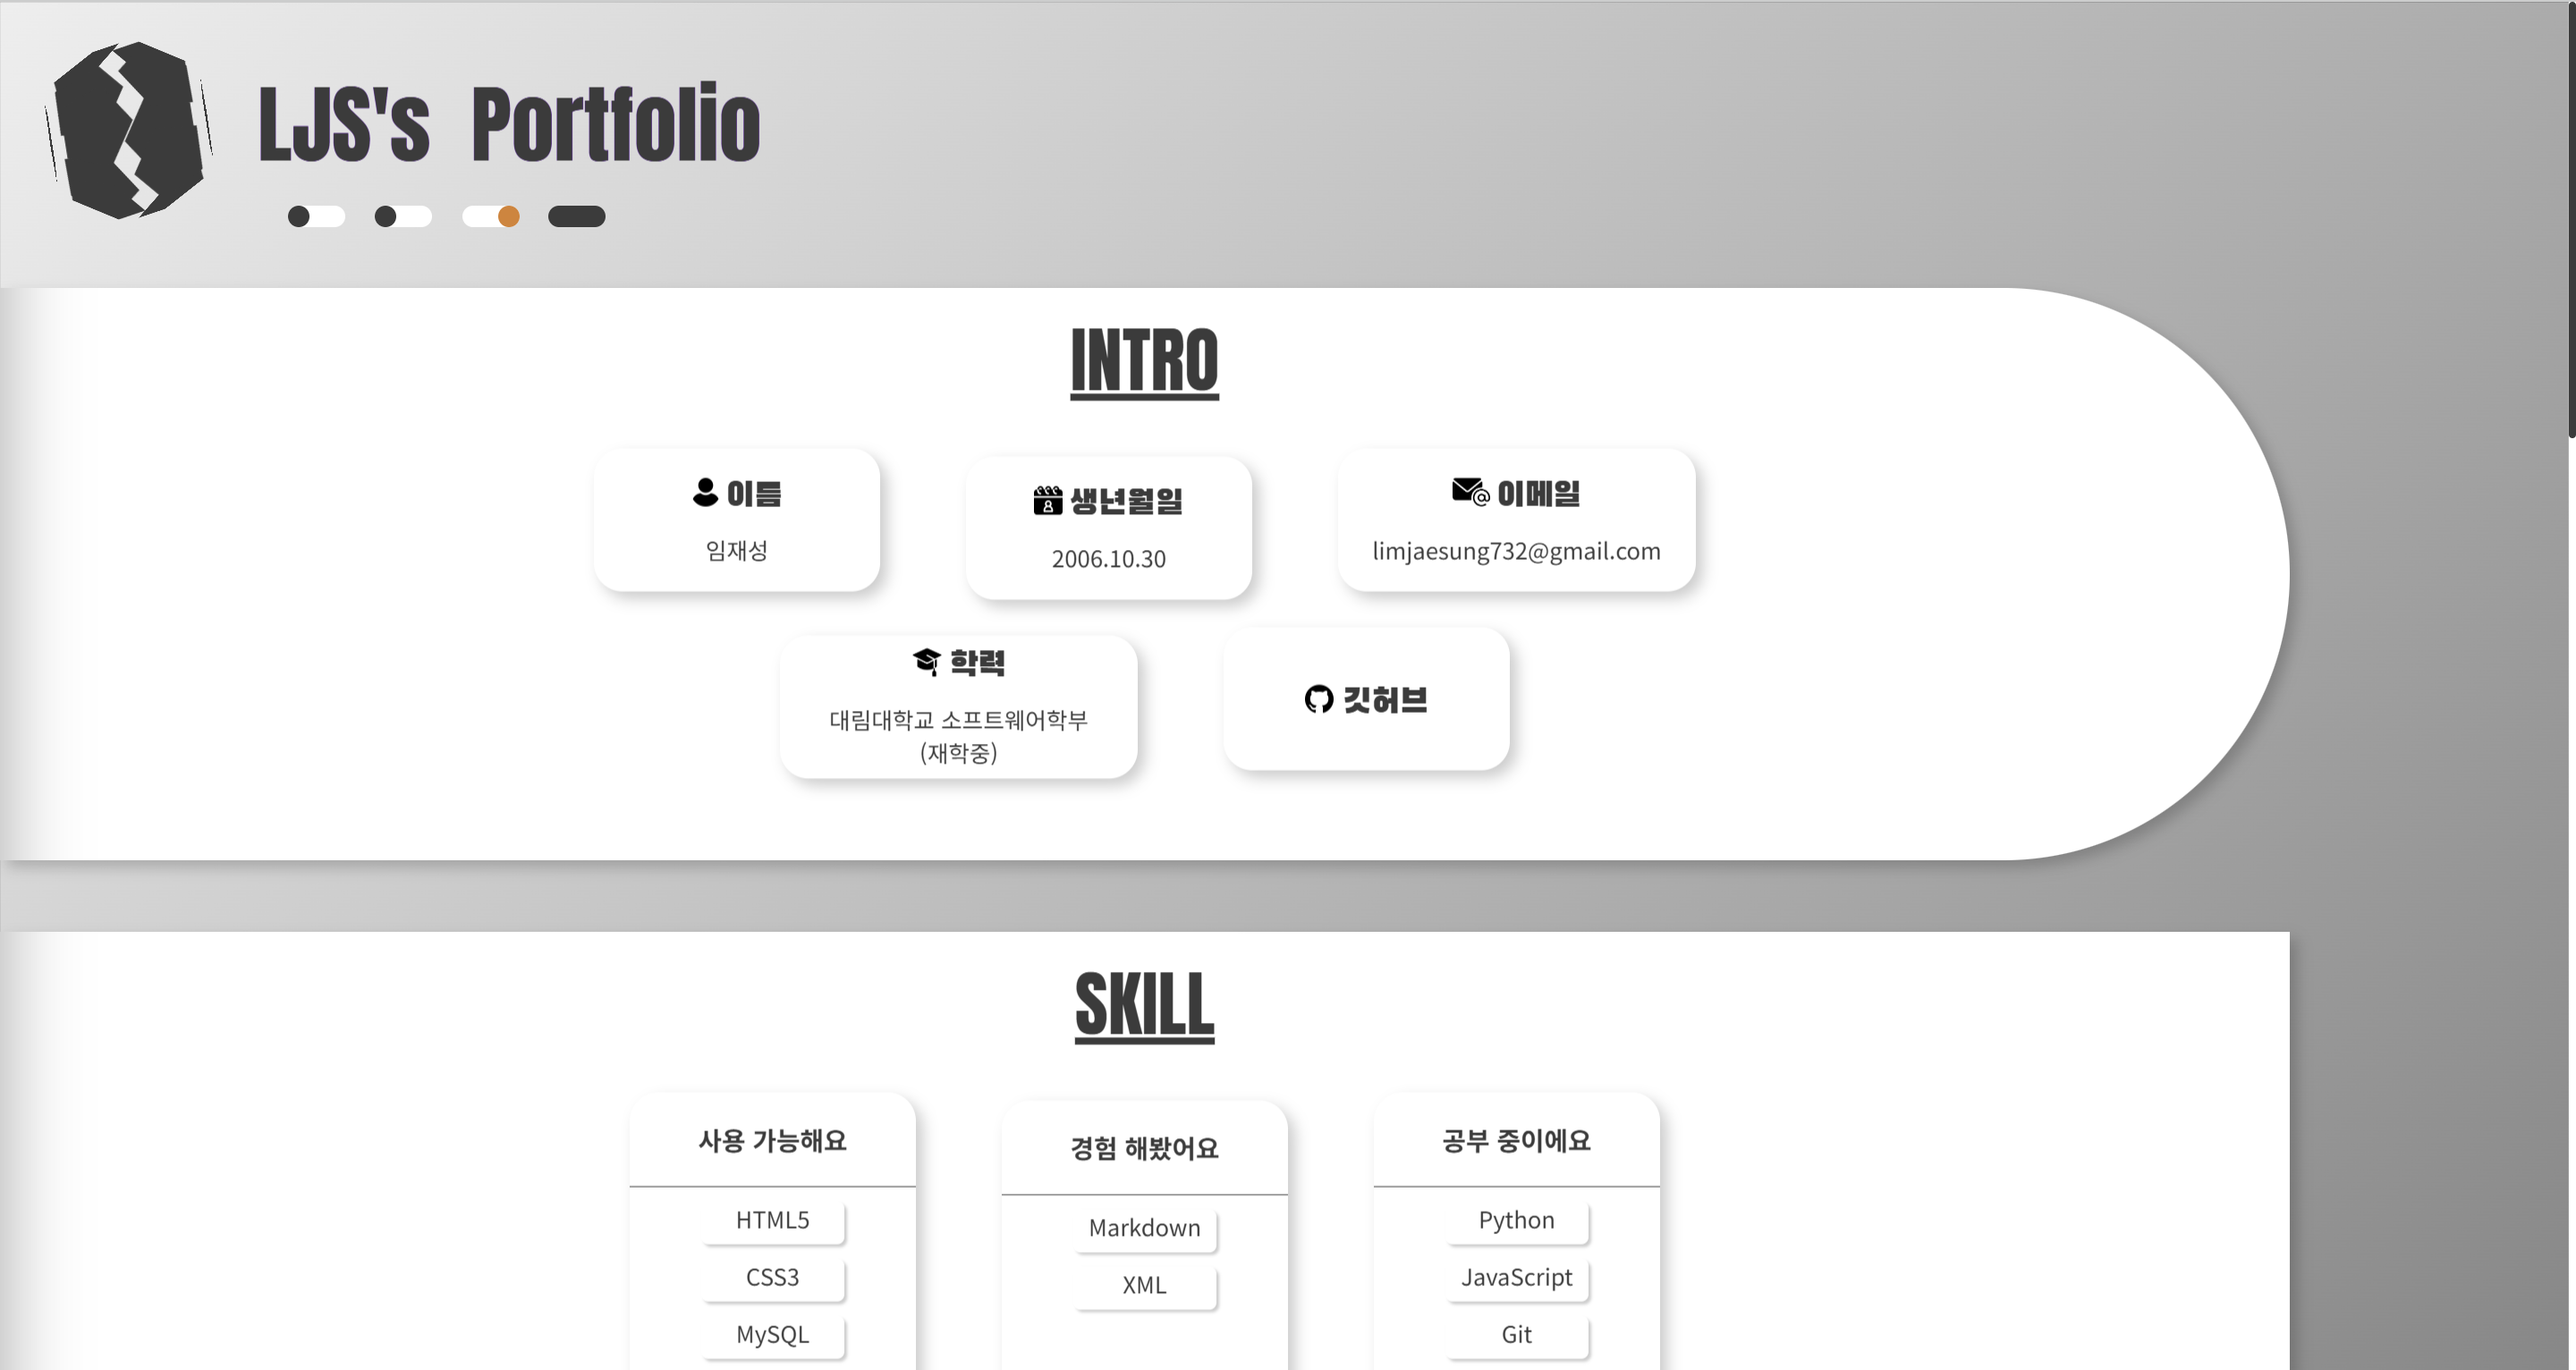 LJS's Portfolio
INTRO
이름
임재성
생년월일
2006.10.30
이메일
limjaesung732@gmail.com
학력
대림대학교 소프트웨어학부
(재학중)
깃허브
SKILL
사용 가능해요
HTML5
CSS3
MySQL
경험 해봤어요
Markdown
XML
공부 중이에요
Python
JavaScript
Git